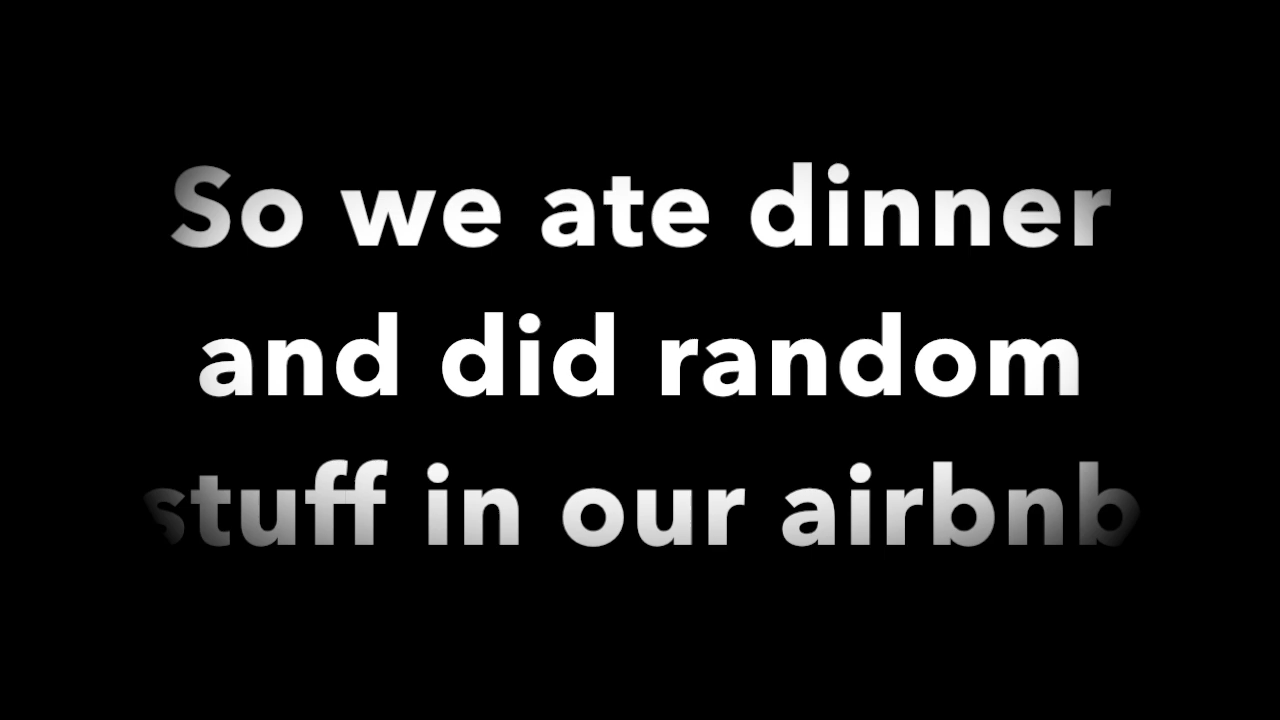 So we ate dinner
and did random
stuff in our airbnb